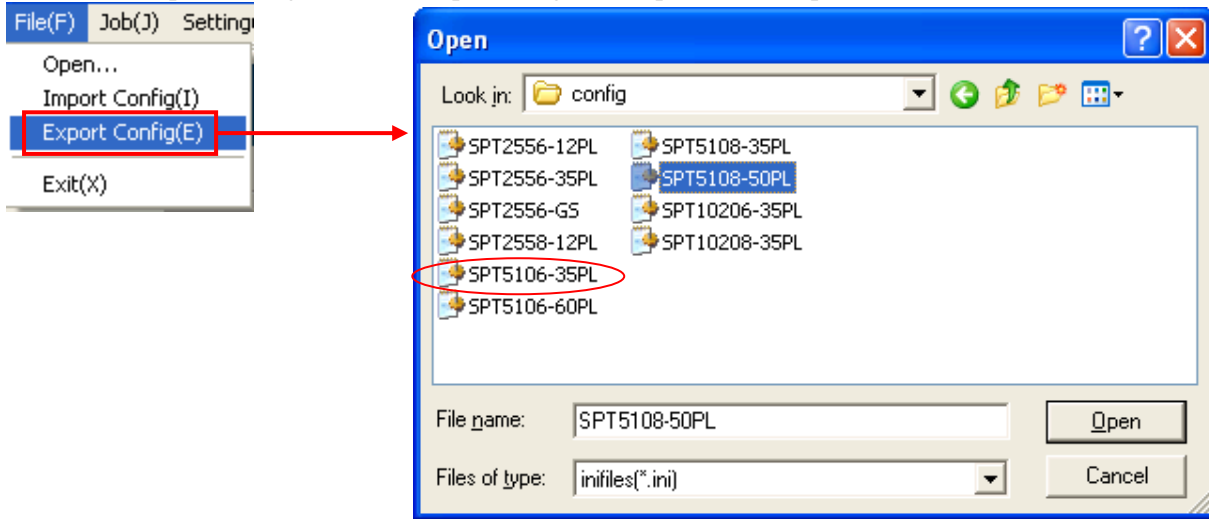 File(F) Job(J) Setting
Open...
Import Config(I)
Export Config(E)
Exit(X)
Open
Look in: config
SPT2556-12PL SPT5108-35PL
SPT2556-35PL SPT5108-50PL
SPT2556-GS SPT10206-35PL
SPT2558-12PL SPT10208-35PL
SPT5106-35PL
SPT5106-60PL
File name: SPT5108-50PL Open
Files of type: inifiles(*.ini) Cancel